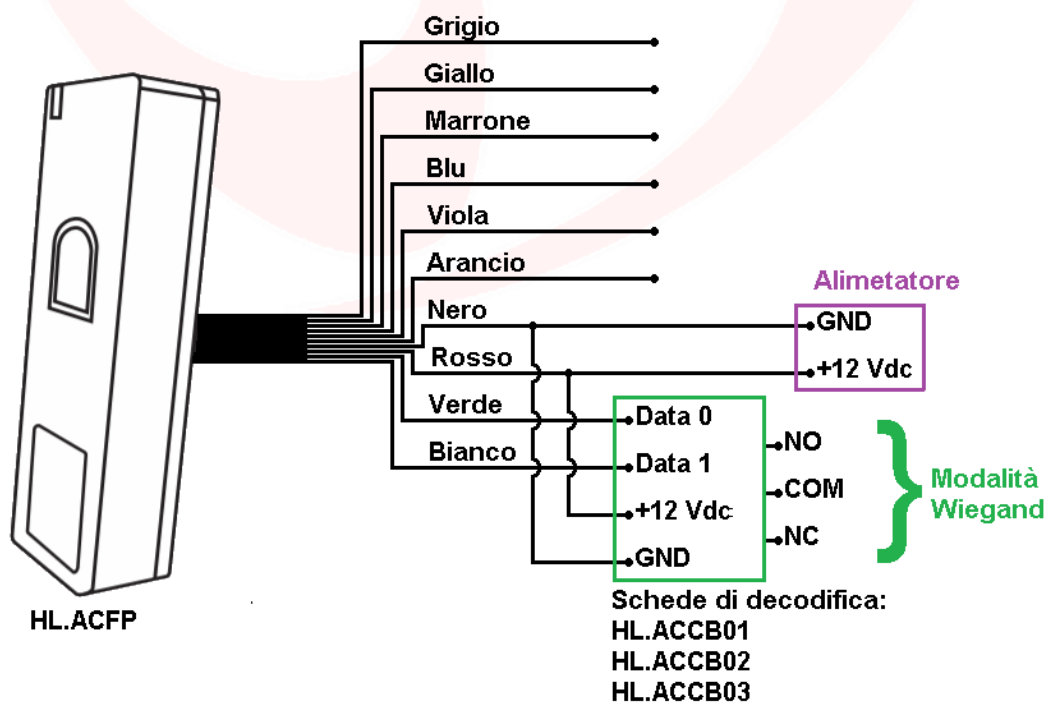 Grigio
Giallo
Marrone
Blu
Viola
Arancio
Nero
Rosso
Verde
Bianco
Alimetatore
GND
+12 Vdc
Data 0
Data 1
+12 Vdc
GND
NO
COM
NC
Modalità
Wiegand
HL.ACFP
Schede di decodifica:
HL.ACCB01
HL.ACCB02
HL.ACCB03